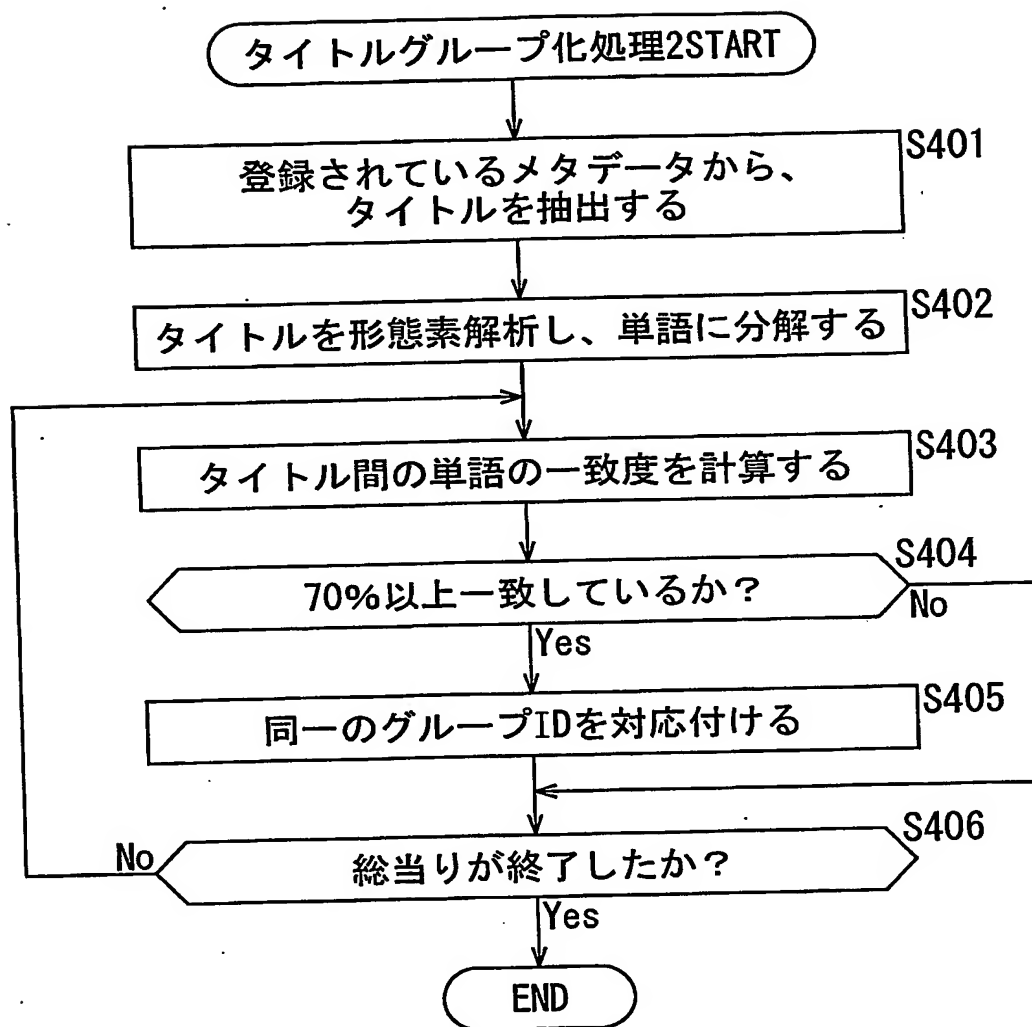 タイトルグループ化処理2START
S401
登録されているメタデータから、
タイトルを抽出する
S402
タイトルを形態素解析し、単語に分解する
S403
タイトル間の単語の一致度を計算する
S404
70%以上一致しているか？
No
Yes
S405
同一のグループIDを対応付ける
S406
No
総当りが終了したか？
Yes
END